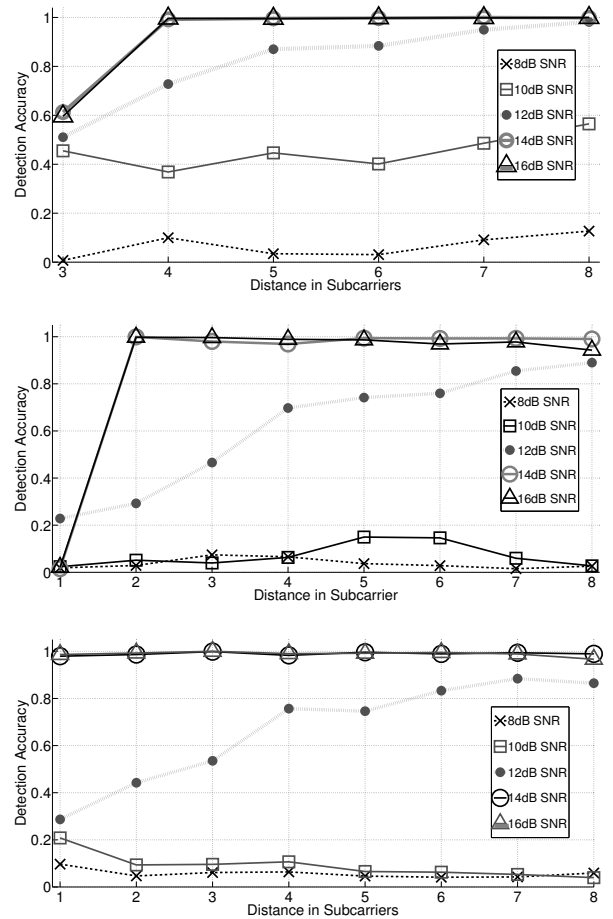 1
0.8
0.6
0.4
0.2
0
Detection Accuracy
3 4 5 6 7 8
Distance in Subcarriers
8dB SNR
10dB SNR
12dB SNR
14dB SNR
16dB SNR
1
0.8
0.6
0.4
0.2
0
Detection Accuracy
1 2 3 4 5 6 7 8
Distance in Subcarrier
8dB SNR
10dB SNR
12dB SNR
14dB SNR
16dB SNR
1
0.8
0.6
0.4
0.2
0
Detection Accuracy
1 2 3 4 5 6 7 8
Distance in Subcarriers
8dB SNR
10dB SNR
12dB SNR
14dB SNR
16dB SNR